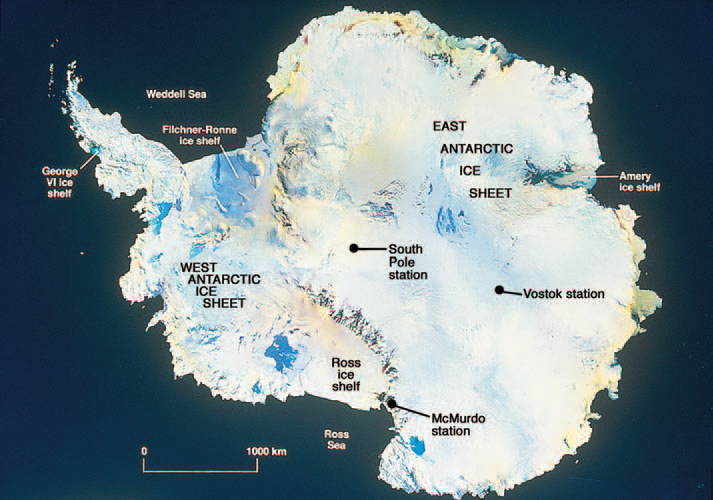 Weddell Sea
Filchner-Ronne
ice shelf
George
VI ice
shelf
EAST
ANTARCTIC
ICE
SHEET
Amery
ice shelf
South
Pole
station
Vostok station
WEST
ANTARCTIC
ICE
SHEET
Ross
ice
shelf
McMurdo
station
Ross
Sea
0
1000 km